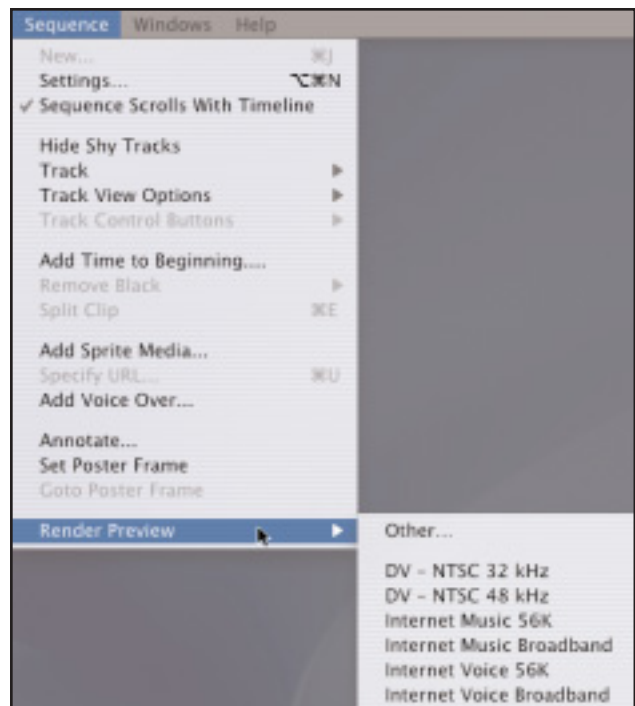 Sequence Windows Help
New... ⌘J
Settings... ⌥⌘N
✓ Sequence Scrolls With Timeline
Hide Shy Tracks
Track
Track View Options
Track Control Buttons
Add Time to Beginning....
Remove Black
Split Clip ⌘E
Add Sprite Media...
Specify URL... ⌘U
Add Voice Over...
Annotate...
Set Poster Frame
Goto Poster Frame
Render Preview
Other...
DV - NTSC 32 kHz
DV - NTSC 48 kHz
Internet Music 56K
Internet Music Broadband
Internet Voice 56K
Internet Voice Broadband